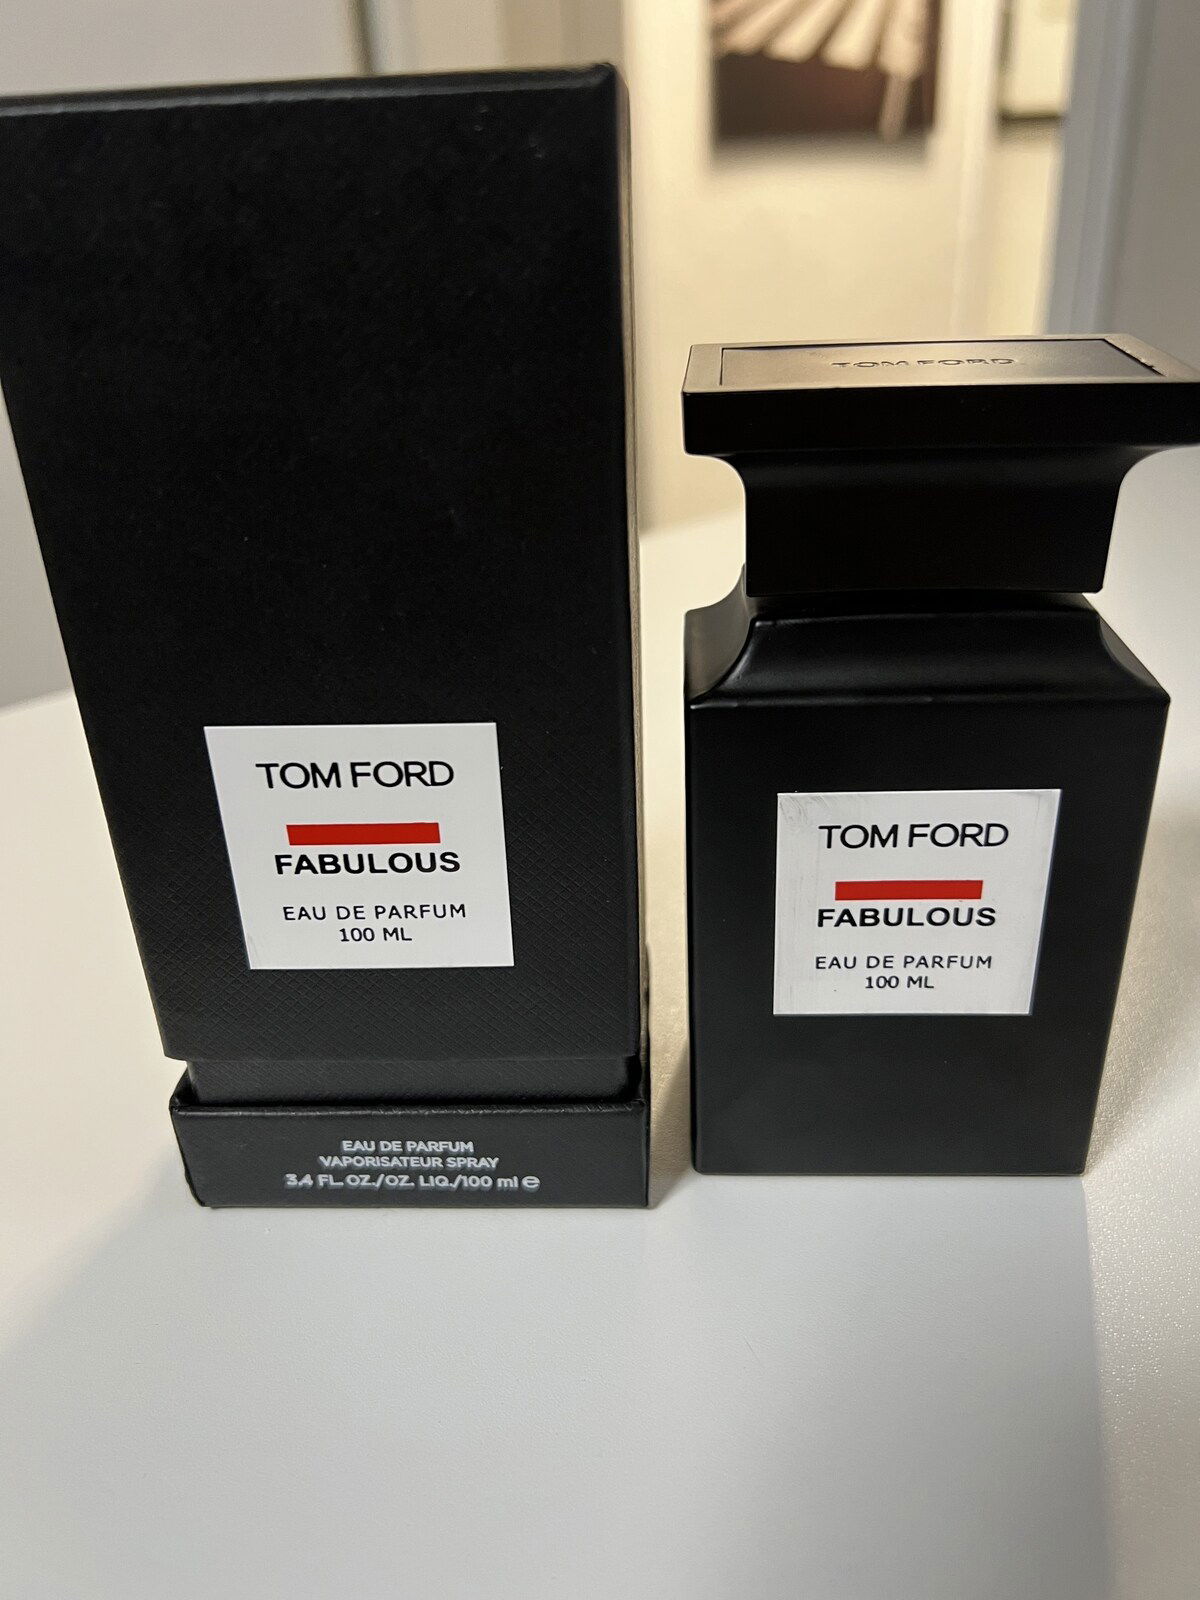 TOM FORD
FABULOUS
EAU DE PARFUM
100 ML
EAU DE PARFUM
VAPORISATEUR SPRAY
3.4 FL. OZ./OZ. LIQ./100 ml e
TOM FORD
TOM FORD
FABULOUS
EAU DE PARFUM
100 ML